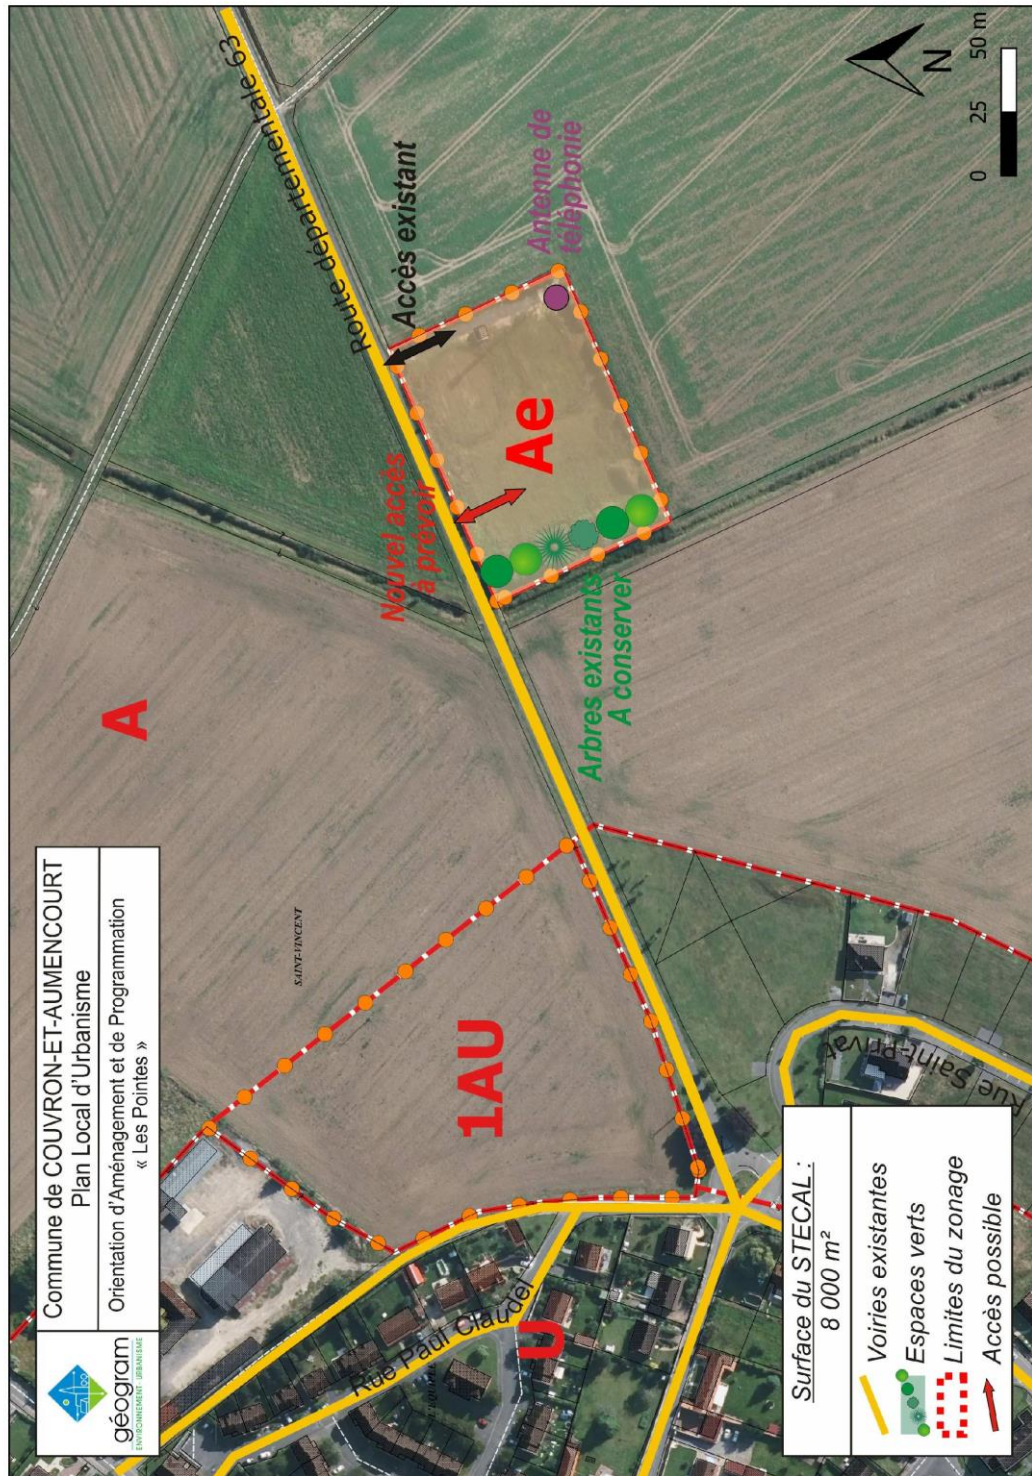 Commune de COUVRON-ET-AUMENCOURT
Plan Local d'Urbanisme
Orientation d'Aménagement et de Programmation
« Les Pointes »
géogram
ENVIRONNEMENT - URBANISME
A
SAINT-VINCENT
1AU
U
Rue Paul Claudel
Rue Saint-Privat
Route départementale 63
Nouvel accès
à prévoir
Accès existant
Ae
Antenne de
téléphonie
Arbres existants
A conserver
N
0 25 50 m
Surface du STECAL :
8 000 m²
Voiries existantes
Espaces verts
Limites du zonage
Accès possible